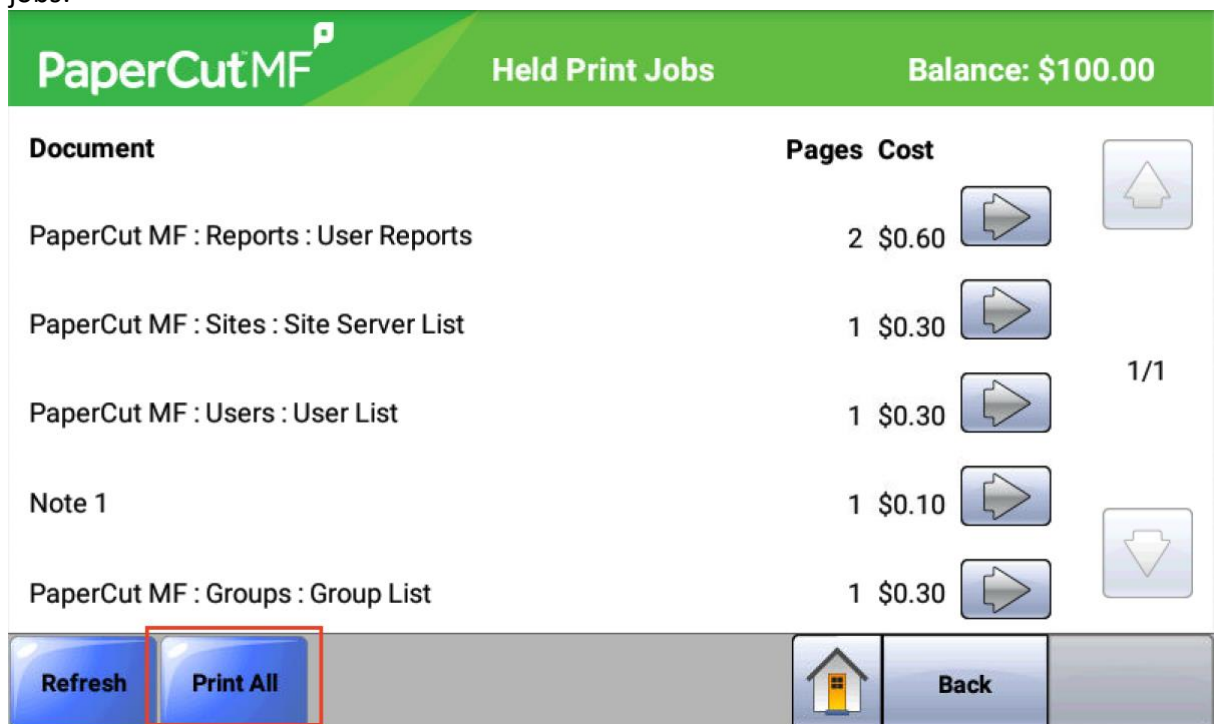 jobs.
PaperCut MF Held Print Jobs Balance: $100.00
Document Pages Cost
PaperCut MF : Reports : User Reports 2 $0.60
PaperCut MF : Sites : Site Server List 1 $0.30
1/1
PaperCut MF : Users : User List 1 $0.30
Note 1 1 $0.10
PaperCut MF : Groups : Group List 1 $0.30
Refresh Print All Back